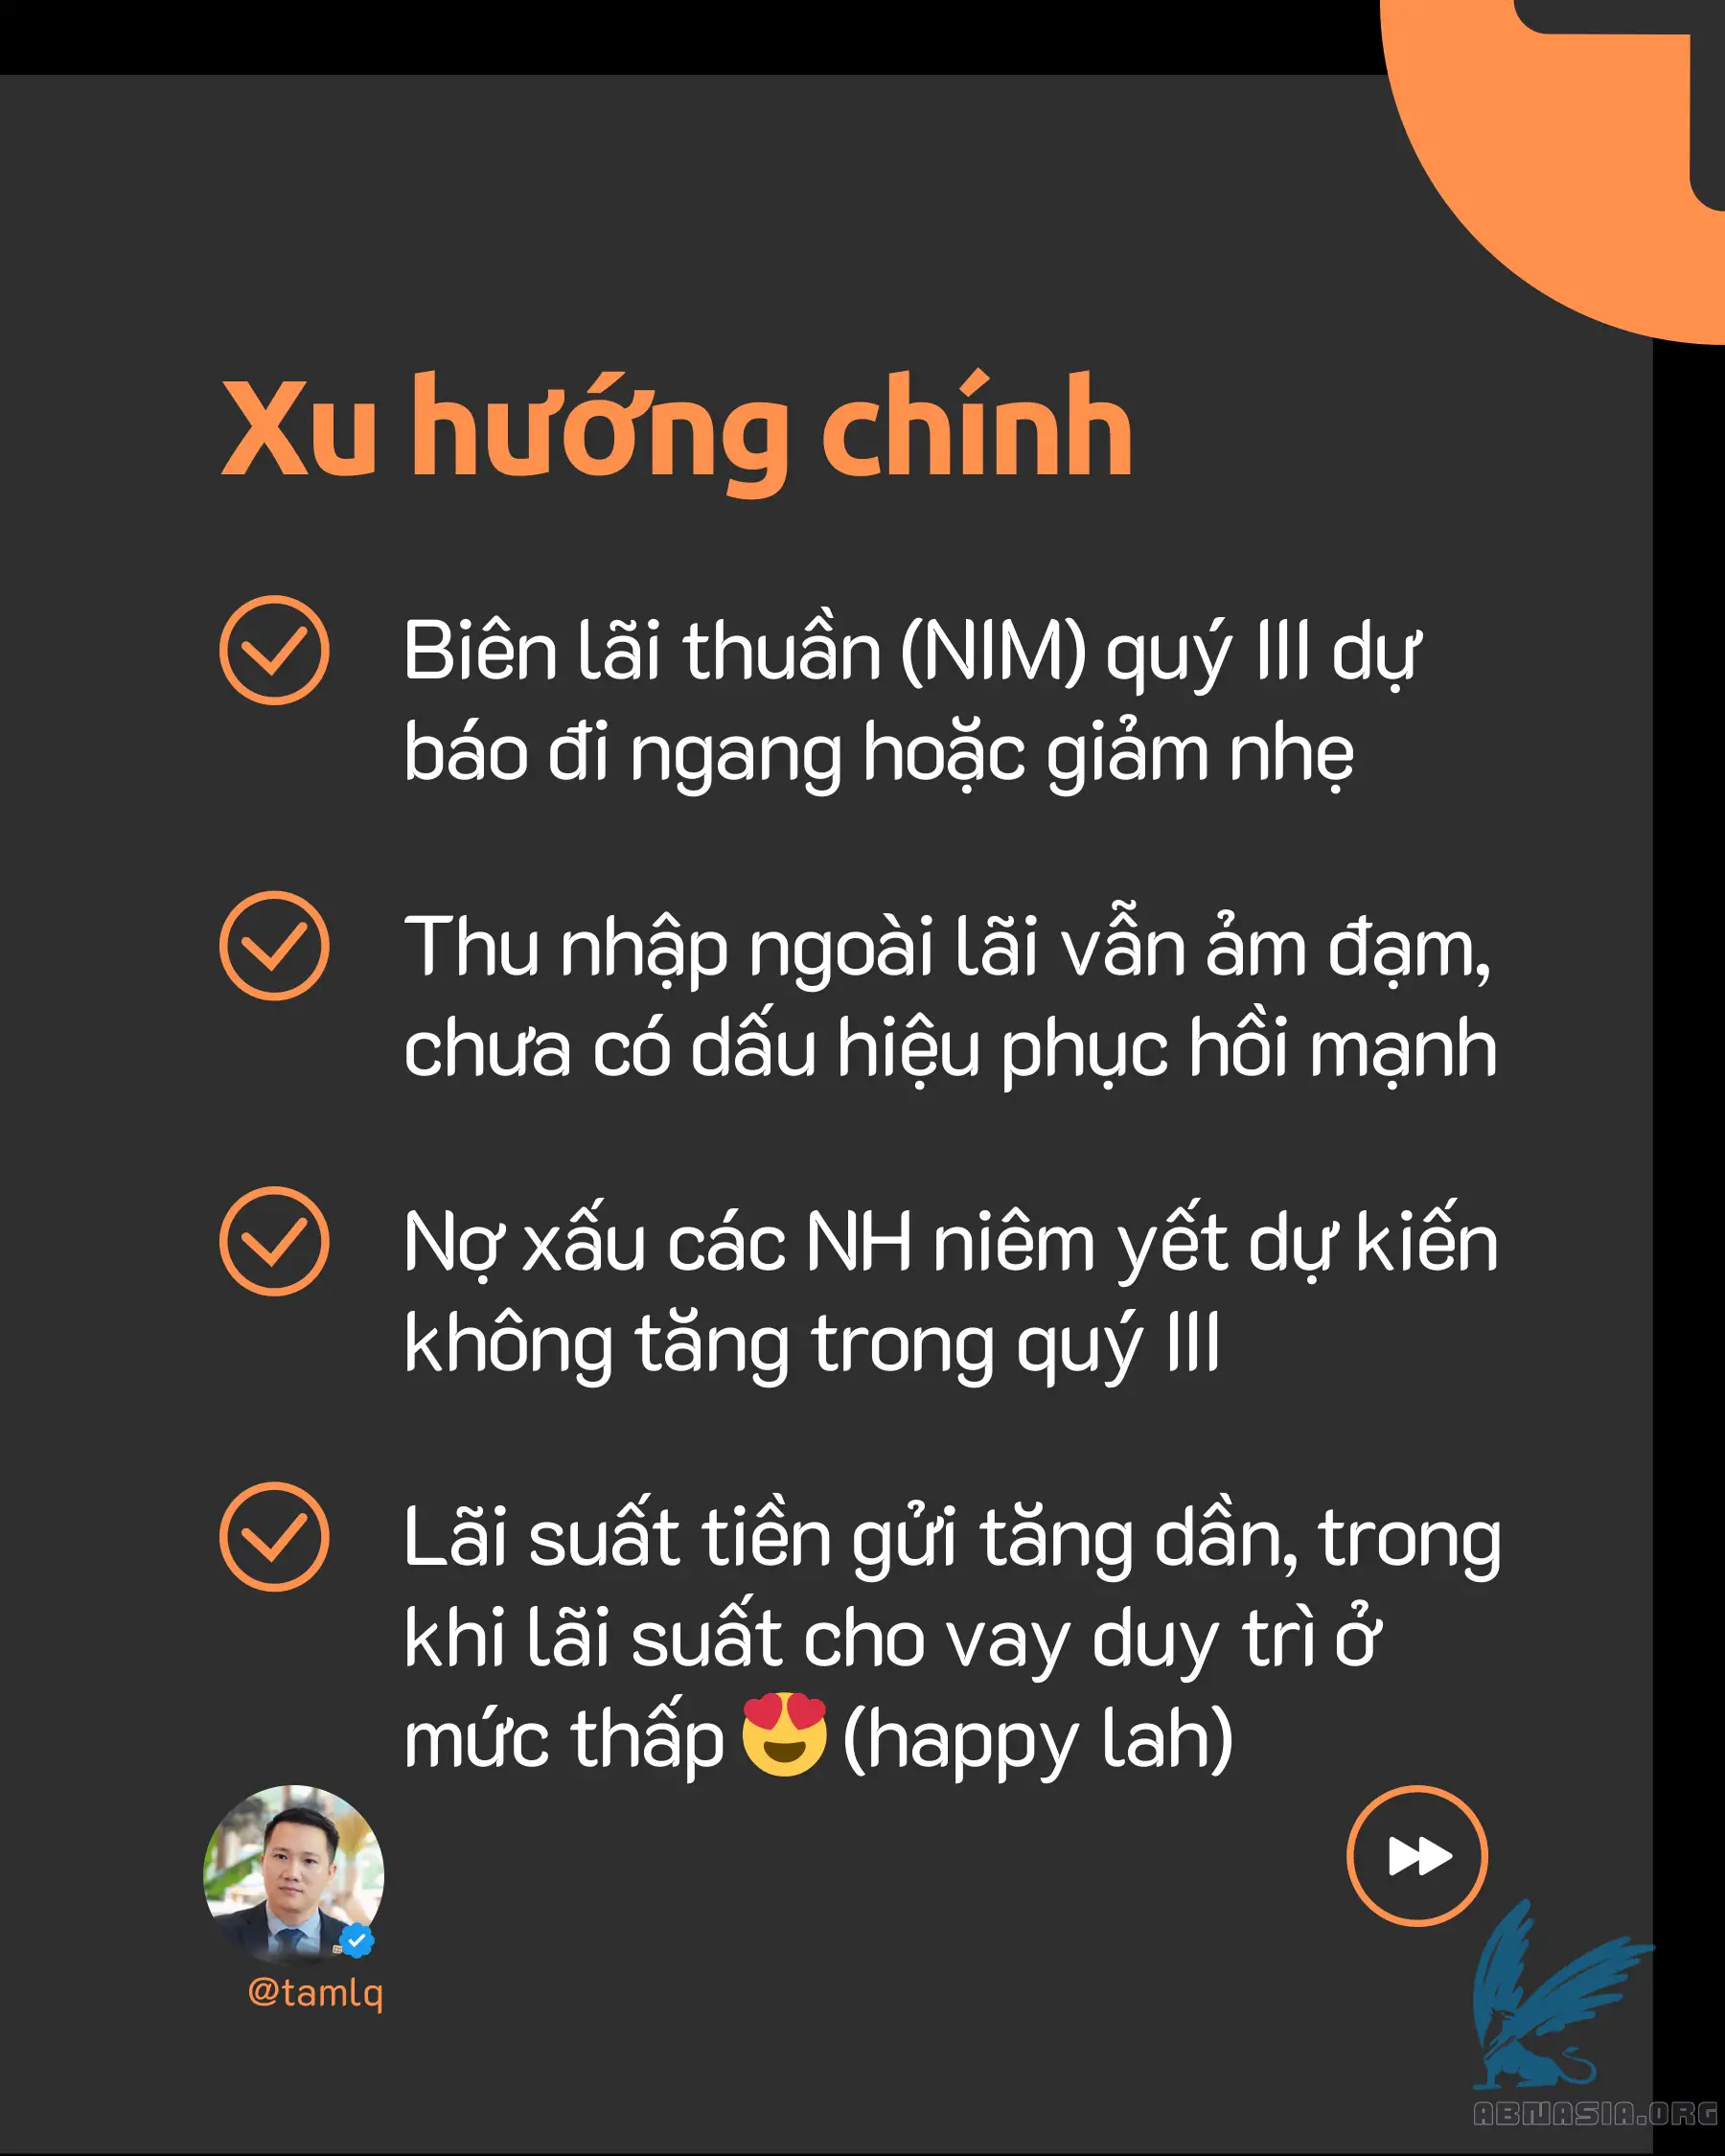 Xu hướng chính
Biên lãi thuần (NIM) quý III dự
báo đi ngang hoặc giảm nhẹ
Thu nhập ngoài lãi vẫn ảm đạm,
chưa có dấu hiệu phục hồi mạnh
Nợ xấu các NH niêm yết dự kiến
không tăng trong quý III
Lãi suất tiền gửi tăng dần, trong
khi lãi suất cho vay duy trì ở
mức thấp 😍 (happy lah)
@tamlq
ABNASIA.ORG